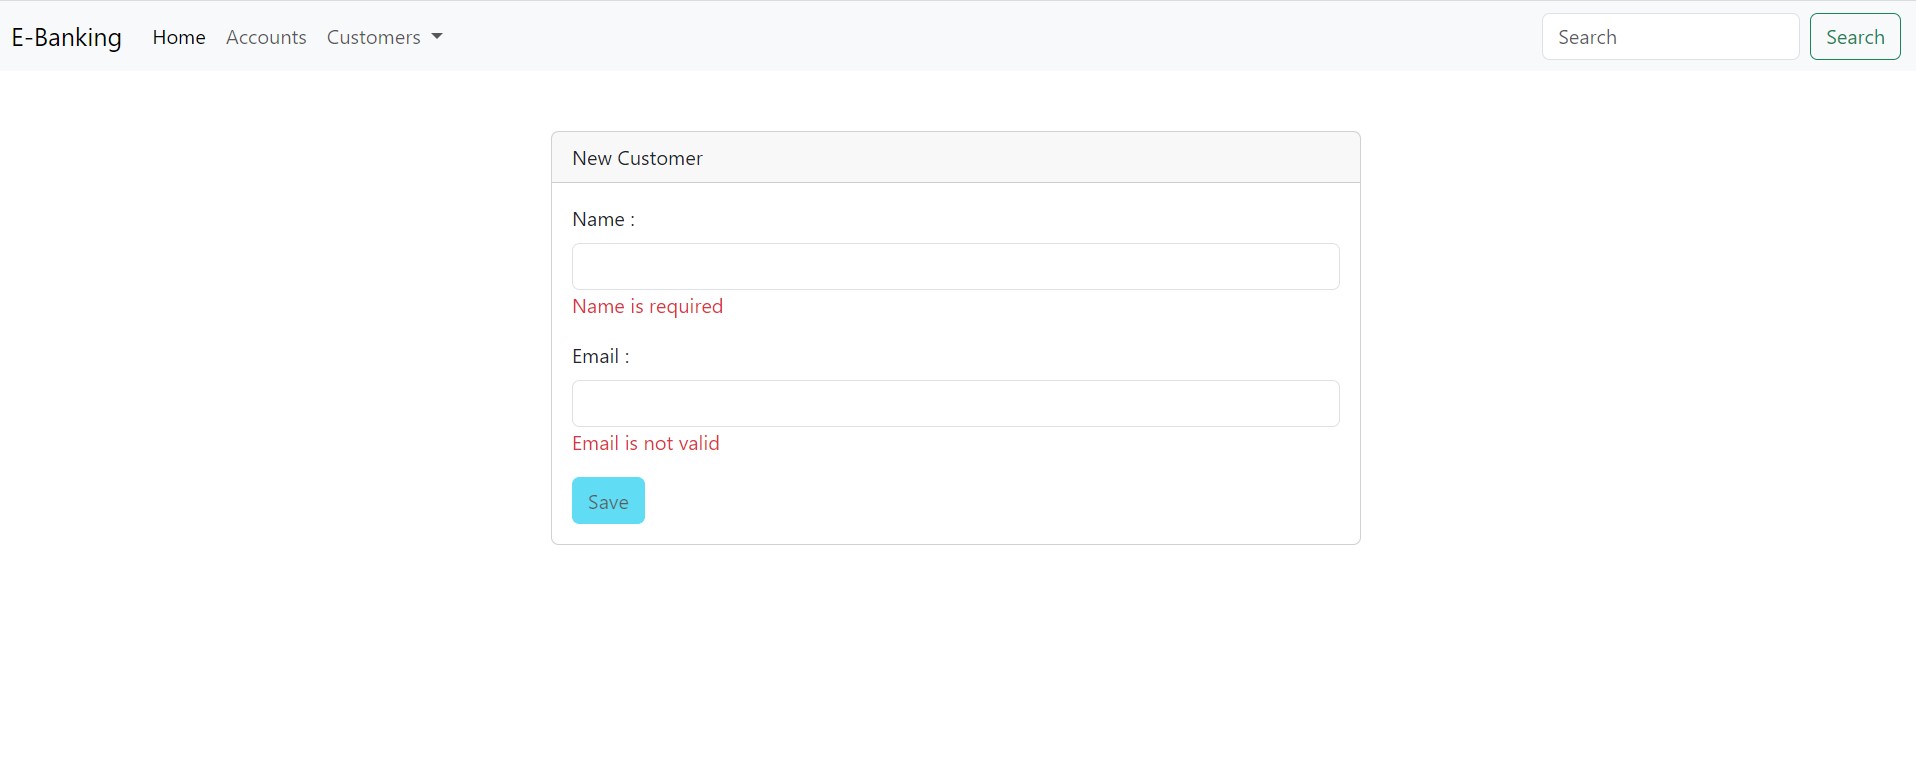 E-Banking Home Accounts Customers Search Search
New Customer
Name :
Name is required
Email :
Email is not valid
Save